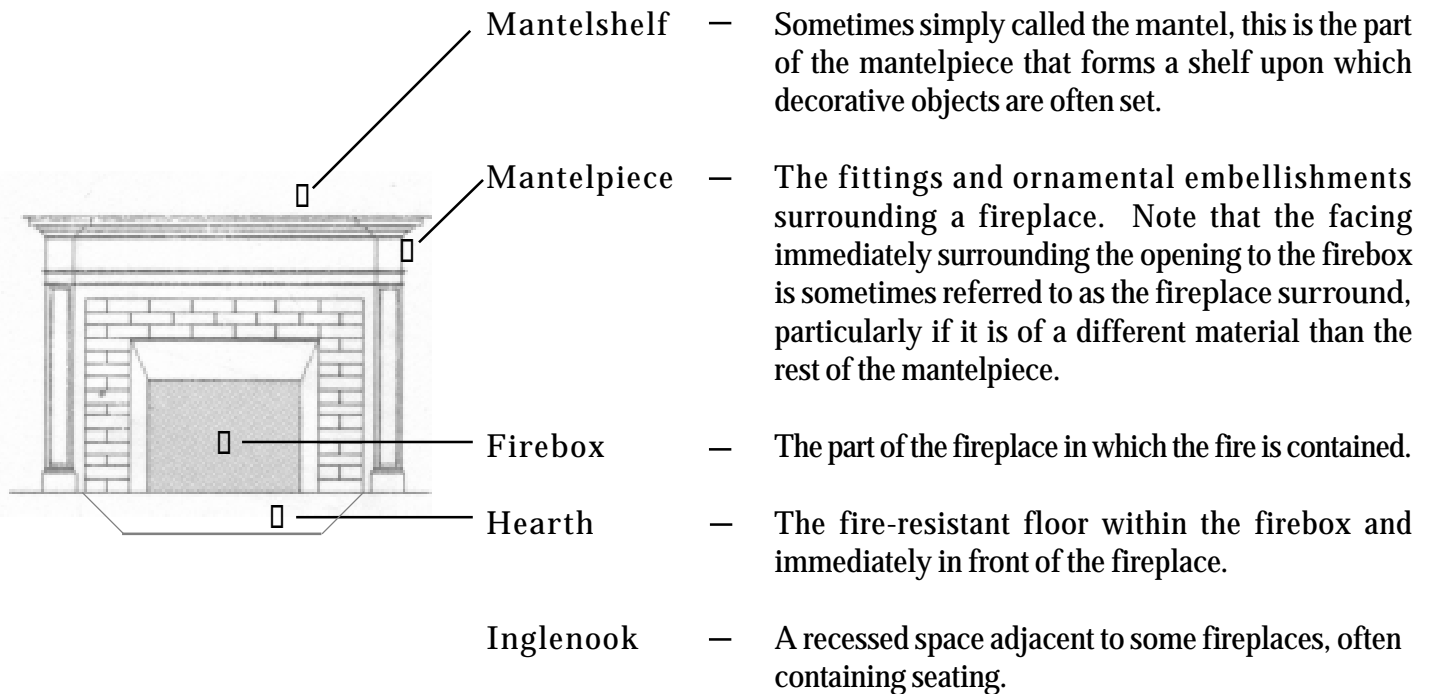 Mantelshelf — Sometimes simply called the mantel, this is the part
of the mantelpiece that forms a shelf upon which
decorative objects are often set.
Mantelpiece — The fittings and ornamental embellishments
surrounding a fireplace. Note that the facing
immediately surrounding the opening to the firebox
is sometimes referred to as the fireplace surround,
particularly if it is of a different material than the
rest of the mantelpiece.
Firebox — The part of the fireplace in which the fire is contained.
Hearth — The fire-resistant floor within the firebox and
immediately in front of the fireplace.
Inglenook — A recessed space adjacent to some fireplaces, often
containing seating.